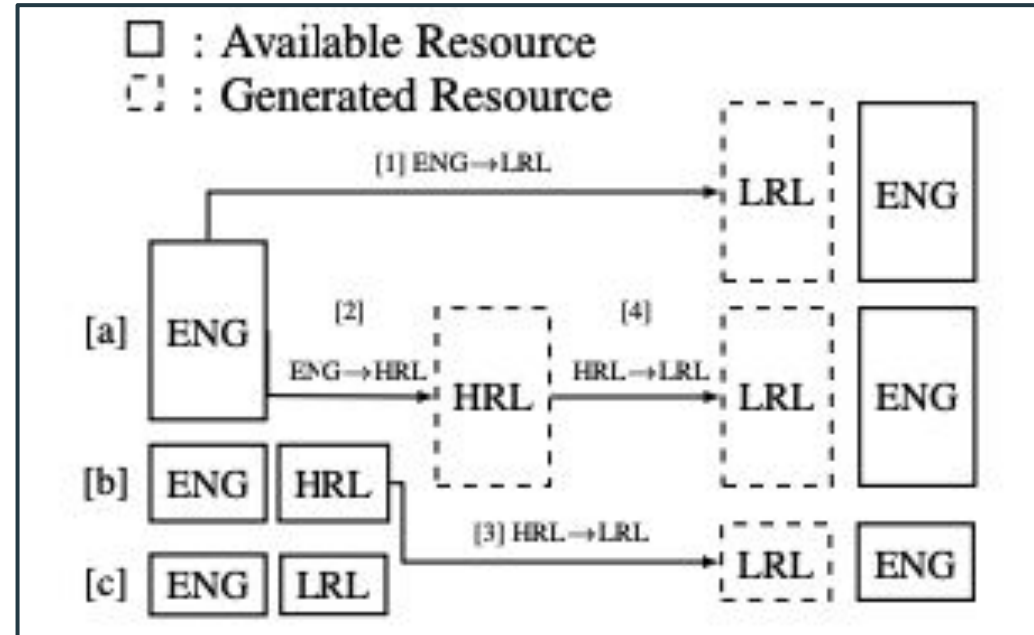 : Available Resource
: Generated Resource
[1] ENG→LRL
LRL ENG
[a] ENG
[2]
ENG→HRL
HRL
[4]
HRL→LRL
LRL ENG
[b] ENG HRL
[3] HRL→LRL
LRL ENG
[c] ENG LRL